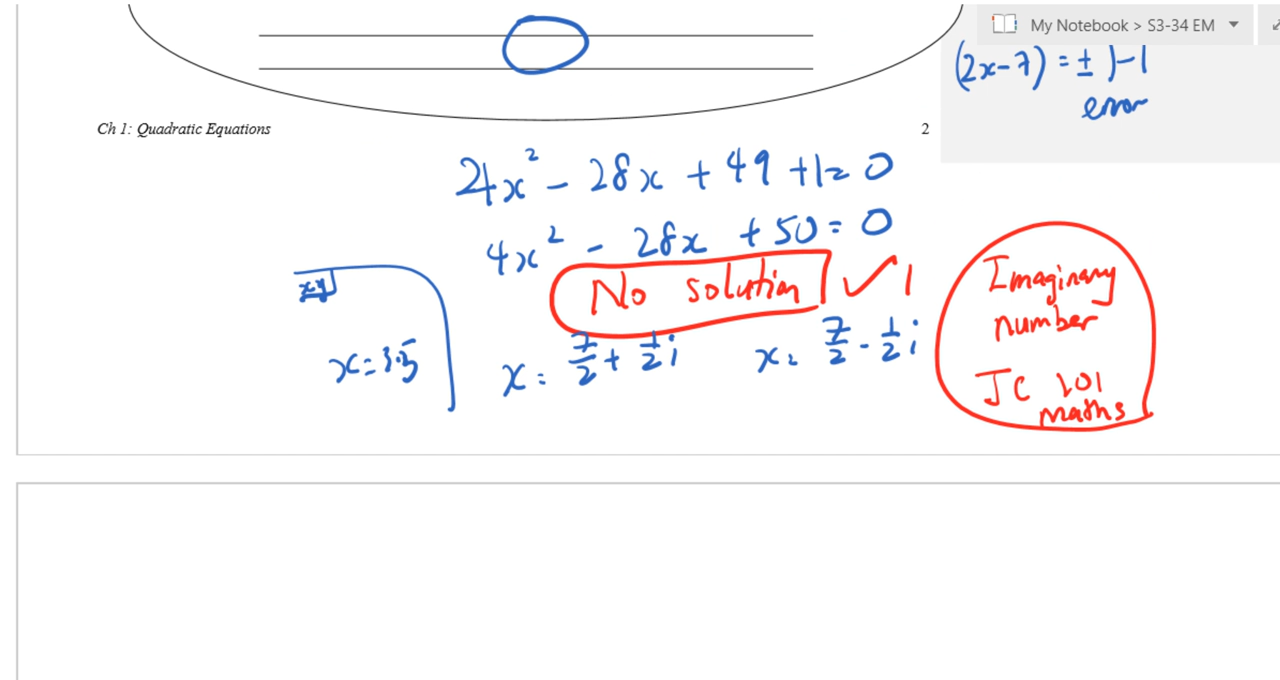 My Notebook > S3-34 EM
(2x-7) = ± √-1
error
Ch 1: Quadratic Equations
2
4x² - 28x + 49 +1= 0
4x² - 28x + 50 = 0
No solution ✓ 1
xy
x = 3.5
x = 7/2 + 1/2 i x = 7/2 - 1/2 i
Imaginary
number
JC 101
maths